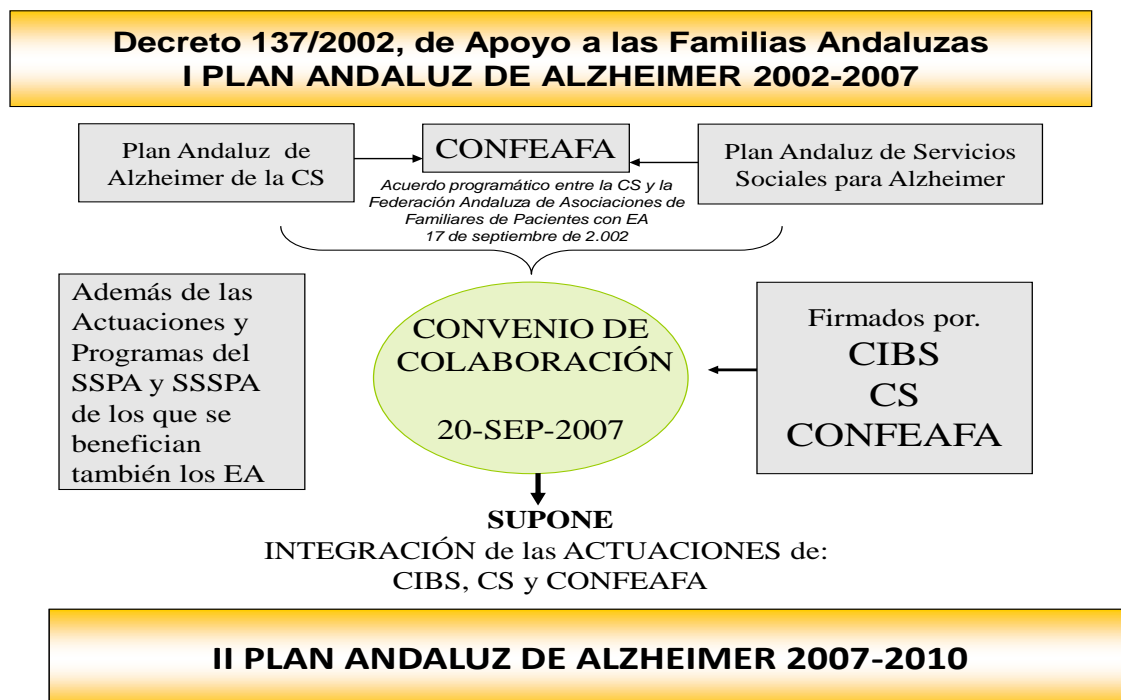 Decreto 137/2002, de Apoyo a las Familias Andaluzas
I PLAN ANDALUZ DE ALZHEIMER 2002-2007
Plan Andaluz de
Alzheimer de la CS
CONFEAFA
Plan Andaluz de Servicios
Sociales para Alzheimer
Acuerdo programático entre la CS y la
Federación Andaluza de Asociaciones de
Familiares de Pacientes con EA
17 de septiembre de 2.002
Además de las
Actuaciones y
Programas del
SSPA y SSSPA
de los que se
benefician
también los EA
CONVENIO DE
COLABORACIÓN
20-SEP-2007
Firmados por.
CIBS
CS
CONFEAFA
SUPONE
INTEGRACIÓN de las ACTUACIONES de:
CIBS, CS y CONFEAFA
II PLAN ANDALUZ DE ALZHEIMER 2007-2010